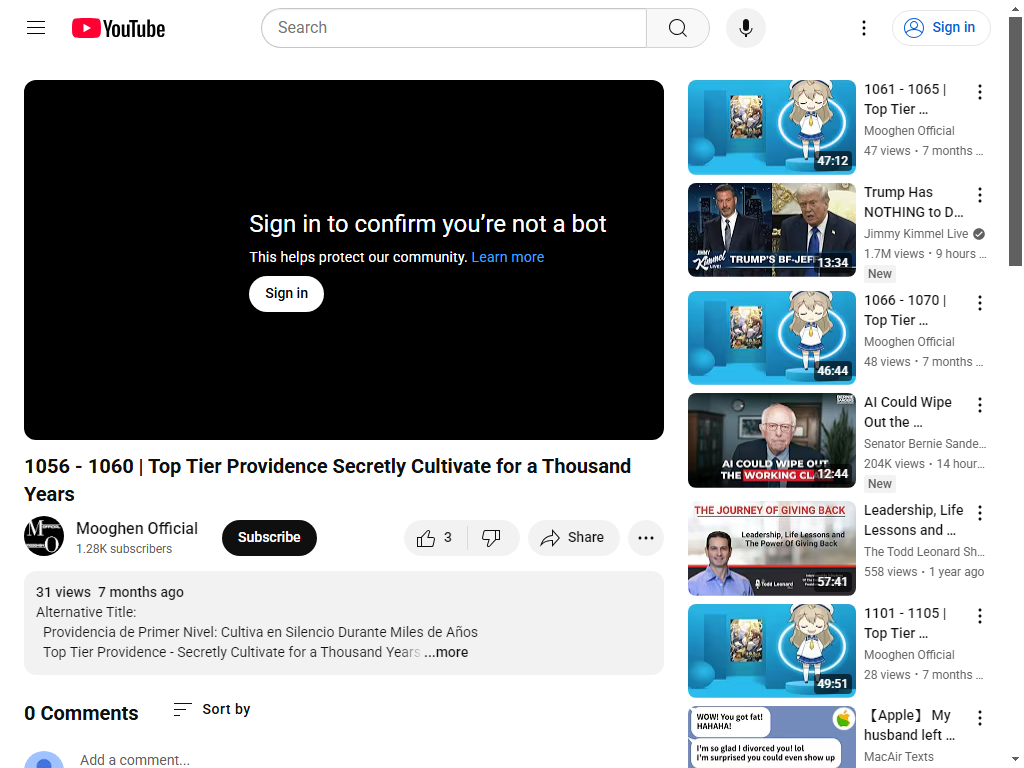 YouTube
Search
Sign in
Sign in to confirm you’re not a bot
This helps protect our community. Learn more
Sign in
1056 - 1060 | Top Tier Providence Secretly Cultivate for a Thousand
Years
Mooghen Official
1.28K subscribers
Subscribe
3
Share
31 views 7 months ago
Alternative Title:
Providencia de Primer Nivel: Cultiva en Silencio Durante Miles de Años
Top Tier Providence - Secretly Cultivate for a Thousand Years ...more
0 Comments
Sort by
Add a comment...
47:12
1061 - 1065 |
Top Tier ...
Mooghen Official
47 views • 7 months ...
JIMMY
KIMMEL
LIVE!
TRUMP'S BF-JEFF
13:34
Trump Has
NOTHING to D...
Jimmy Kimmel Live
1.7M views • 9 hours ...
New
46:44
1066 - 1070 |
Top Tier ...
Mooghen Official
48 views • 7 months ...
AI COULD WIPE OUT
THE WORKING CL
12:44
AI Could Wipe
Out the ...
Senator Bernie Sande...
204K views • 14 hour...
New
THE JOURNEY OF GIVING BACK
Leadership, Life Lessons and
The Power Of Giving Back
Todd Leonard
57:41
Leadership, Life
Lessons and ...
The Todd Leonard Sh...
558 views • 1 year ago
49:51
1101 - 1105 |
Top Tier ...
Mooghen Official
28 views • 7 months ...
WOW! You got fat!
HAHAHA!
I'm so glad I divorced you! lol
I'm surprised you could even show up
【Apple】 My
husband left ...
MacAir Texts